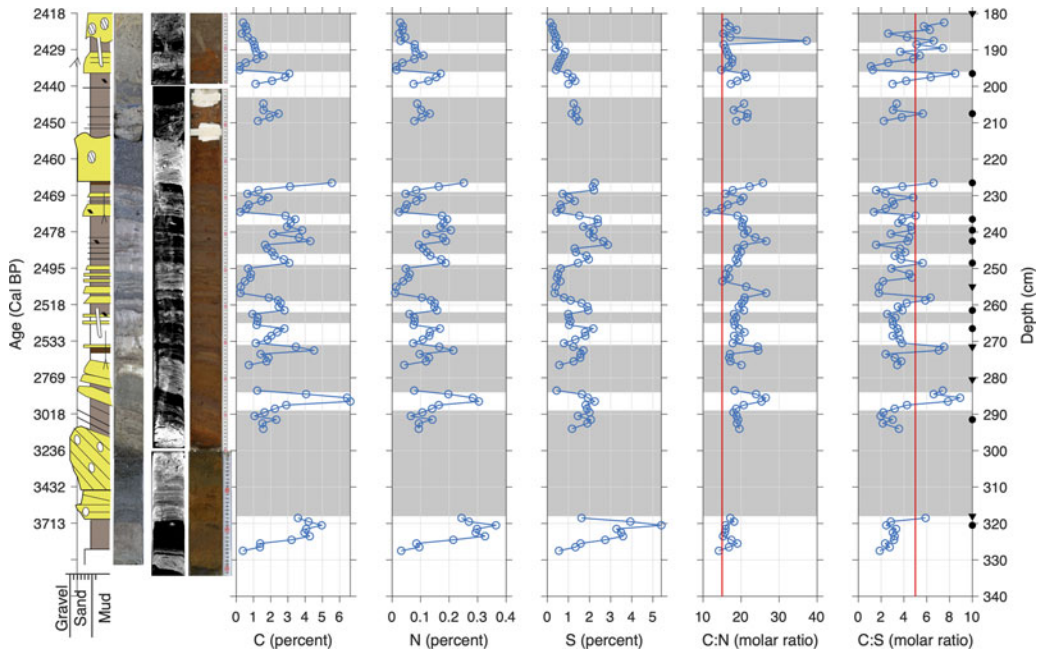 2418
2429
2440
2450
2460
2469
2478
2495
2518
2533
2769
3018
3236
3432
3713
Age (Cal BP)
Gravel
Sand
Mud
0 1 2 3 4 5 6
C (percent)
0 0.1 0.2 0.3 0.4
N (percent)
0 1 2 3 4 5
S (percent)
10 20 30 40
C:N (molar ratio)
0 2 4 6 8 10
C:S (molar ratio)
180
190
200
210
220
230
240
250
260
270
280
290
300
310
320
330
340
Depth (cm)